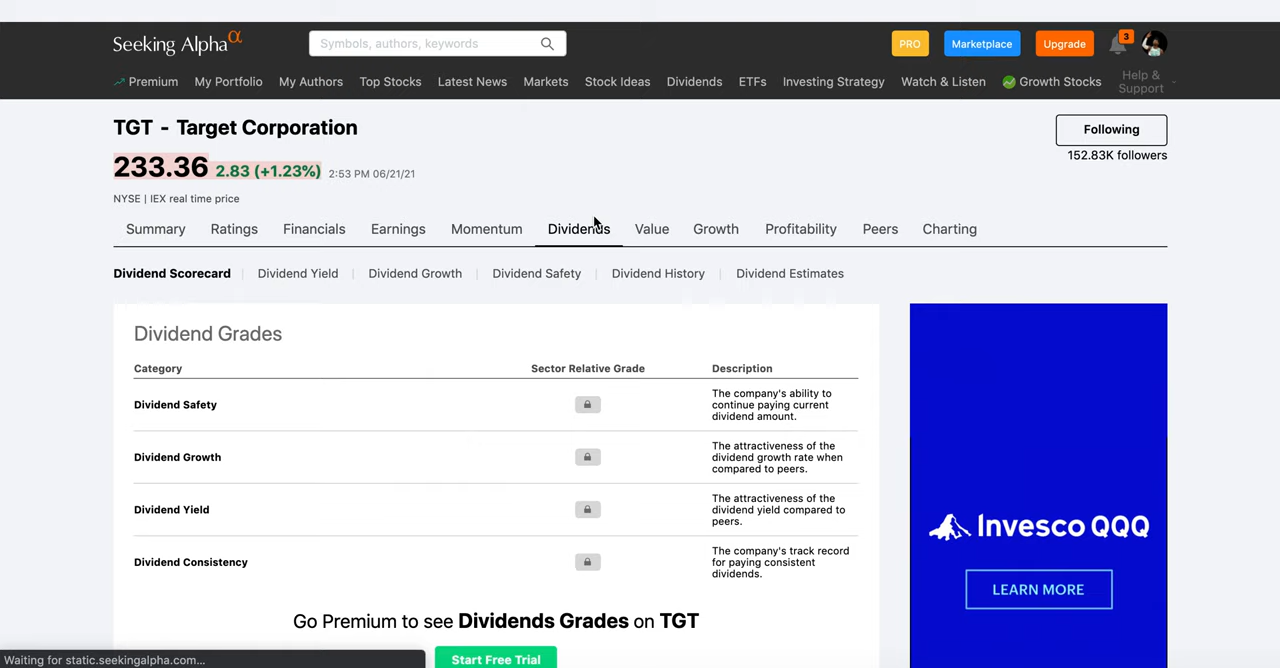 Seeking Alpha α
Symbols, authors, keywords
PRO
Marketplace
Upgrade
3
Premium My Portfolio My Authors Top Stocks Latest News Markets Stock Ideas Dividends ETFs Investing Strategy Watch & Listen Growth Stocks Help & Support
TGT - Target Corporation
Following
233.36 2.83 (+1.23%) 2:53 PM 06/21/21
152.83K followers
NYSE | IEX real time price
Summary Ratings Financials Earnings Momentum Dividends Value Growth Profitability Peers Charting
Dividend Scorecard | Dividend Yield | Dividend Growth | Dividend Safety | Dividend History | Dividend Estimates
Dividend Grades
Category Sector Relative Grade Description
Dividend Safety
The company's ability to
continue paying current
dividend amount.
Dividend Growth
The attractiveness of the
dividend growth rate when
compared to peers.
Dividend Yield
The attractiveness of the
dividend yield compared to
peers.
Dividend Consistency
The company's track record
for paying consistent
dividends.
Go Premium to see Dividends Grades on TGT
Start Free Trial
Invesco QQQ
LEARN MORE
Waiting for static.seekingalpha.com...